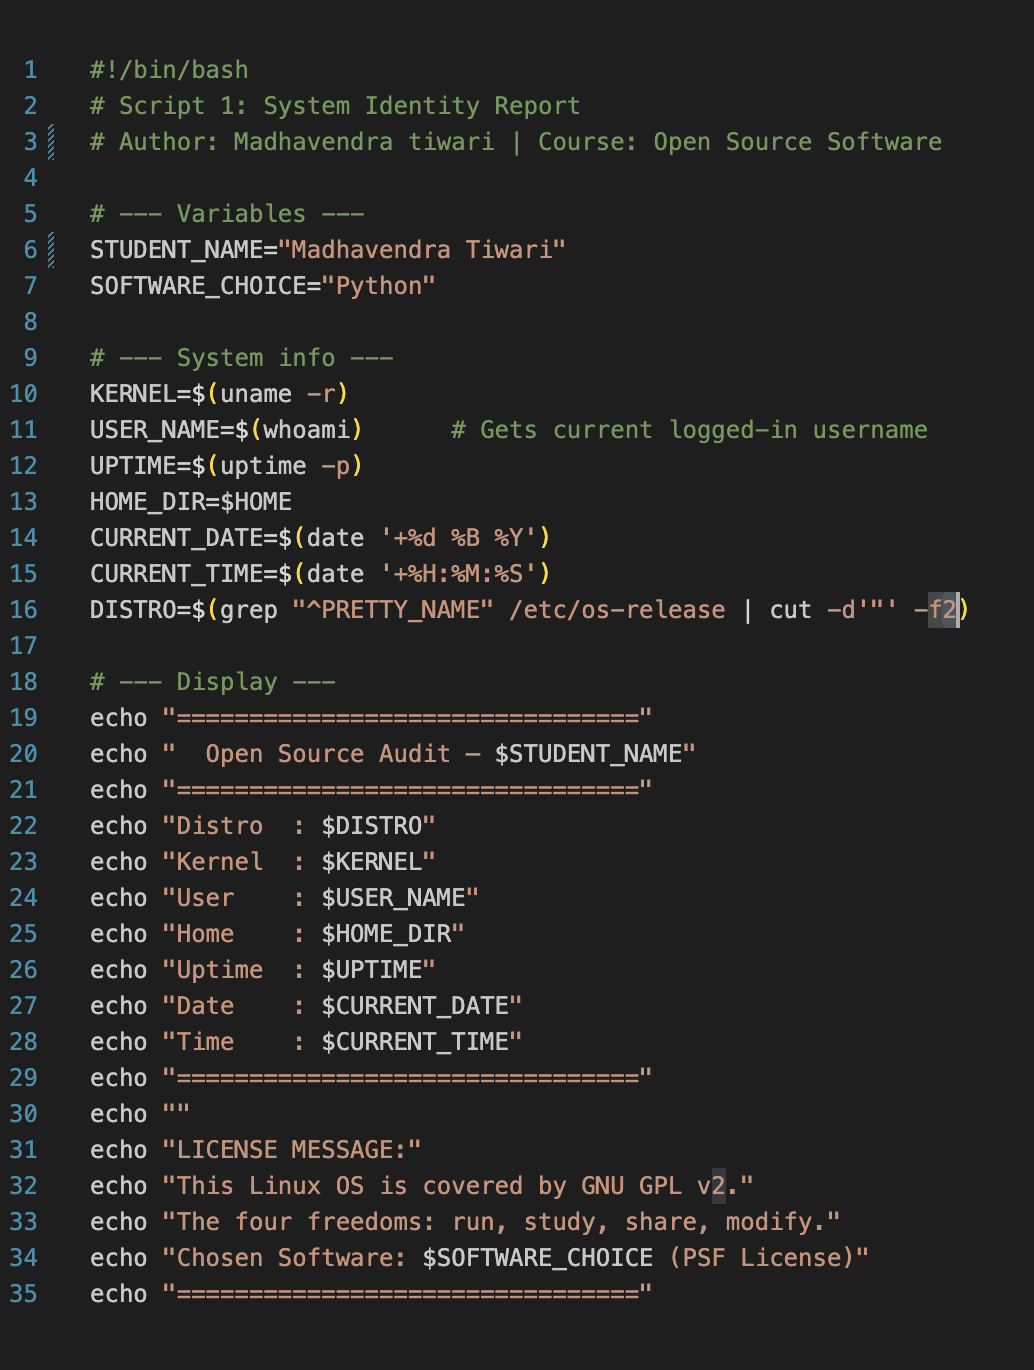 1 #!/bin/bash
2 # Script 1: System Identity Report
3 # Author: Madhavendra tiwari | Course: Open Source Software
4
5 # --- Variables ---
6 STUDENT_NAME="Madhavendra Tiwari"
7 SOFTWARE_CHOICE="Python"
8
9 # --- System info ---
10 KERNEL=$(uname -r)
11 USER_NAME=$(whoami)      # Gets current logged-in username
12 UPTIME=$(uptime -p)
13 HOME_DIR=$HOME
14 CURRENT_DATE=$(date '+%d %B %Y')
15 CURRENT_TIME=$(date '+%H:%M:%S')
16 DISTRO=$(grep "^PRETTY_NAME" /etc/os-release | cut -d'"' -f2)
17
18 # --- Display ---
19 echo "================================"
20 echo "  Open Source Audit – $STUDENT_NAME"
21 echo "================================"
22 echo "Distro  : $DISTRO"
23 echo "Kernel  : $KERNEL"
24 echo "User    : $USER_NAME"
25 echo "Home    : $HOME_DIR"
26 echo "Uptime  : $UPTIME"
27 echo "Date    : $CURRENT_DATE"
28 echo "Time    : $CURRENT_TIME"
29 echo "================================"
30 echo ""
31 echo "LICENSE MESSAGE:"
32 echo "This Linux OS is covered by GNU GPL v2."
33 echo "The four freedoms: run, study, share, modify."
34 echo "Chosen Software: $SOFTWARE_CHOICE (PSF License)"
35 echo "================================"